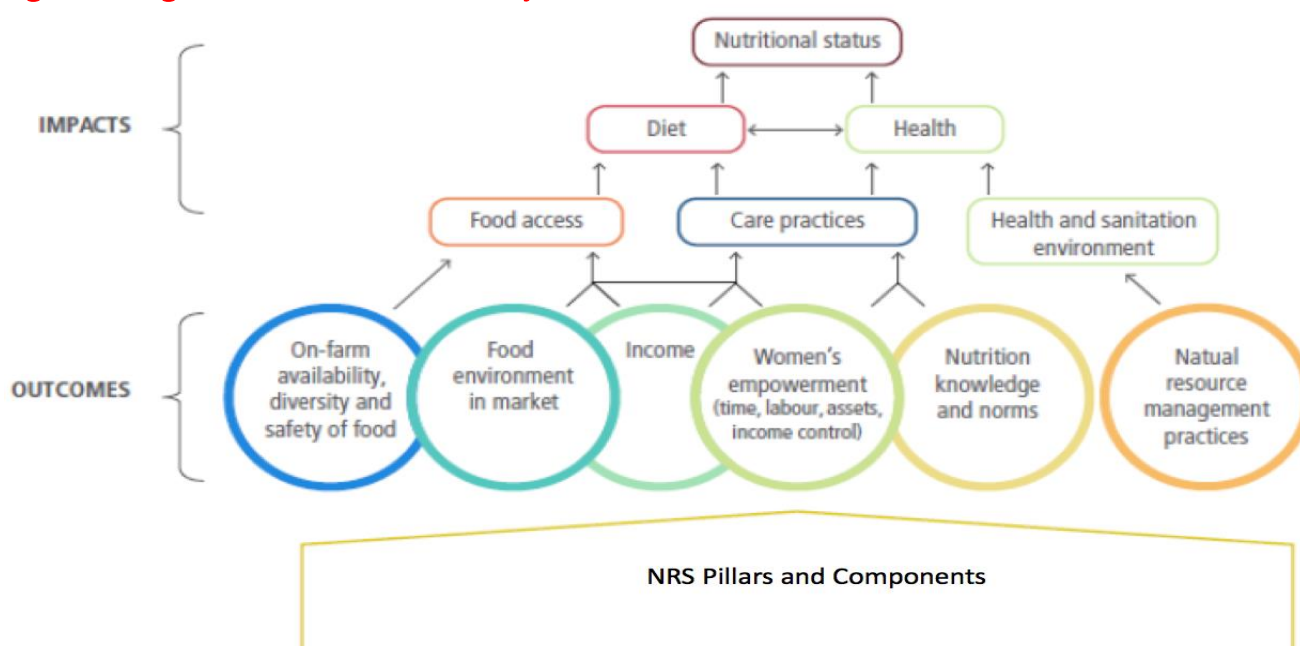 Nutritional status
IMPACTS
Diet
Health
Food access
Care practices
Health and sanitation
environment
OUTCOMES
On-farm
availability,
diversity and
safety of food
Food
environment
in market
Income
Women's
empowerment
(time, labour, assets,
income control)
Nutrition
knowledge
and norms
Natual
resource
management
practices
NRS Pillars and Components